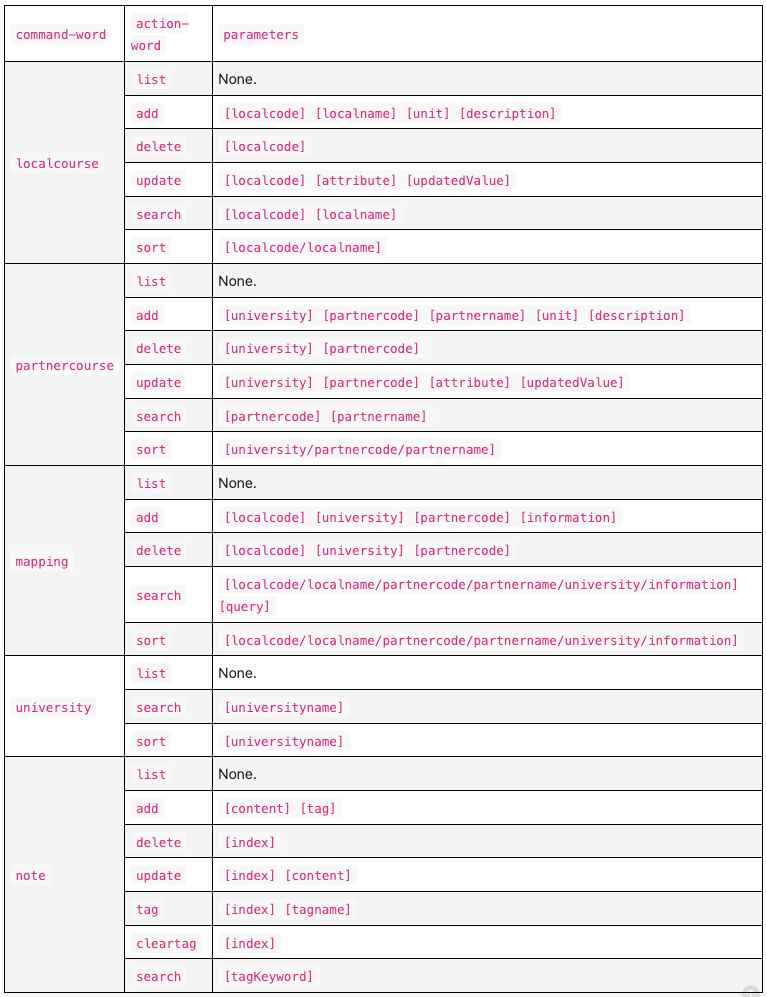 command-word action-word parameters
localcourse
list None.
add [localcode] [localname] [unit] [description]
delete [localcode]
update [localcode] [attribute] [updatedValue]
search [localcode] [localname]
sort [localcode/localname]
partnercourse
list None.
add [university] [partnercode] [partnername] [unit] [description]
delete [university] [partnercode]
update [university] [partnercode] [attribute] [updatedValue]
search [partnercode] [partnername]
sort [university/partnercode/partnername]
mapping
list None.
add [localcode] [university] [partnercode] [information]
delete [localcode] [university] [partnercode]
search [localcode/localname/partnercode/partnername/university/information]
[query]
sort [localcode/localname/partnercode/partnername/university/information]
university
list None.
search [universityname]
sort [universityname]
note
list None.
add [content] [tag]
delete [index]
update [index] [content]
tag [index] [tagname]
cleartag [index]
search [tagKeyword]